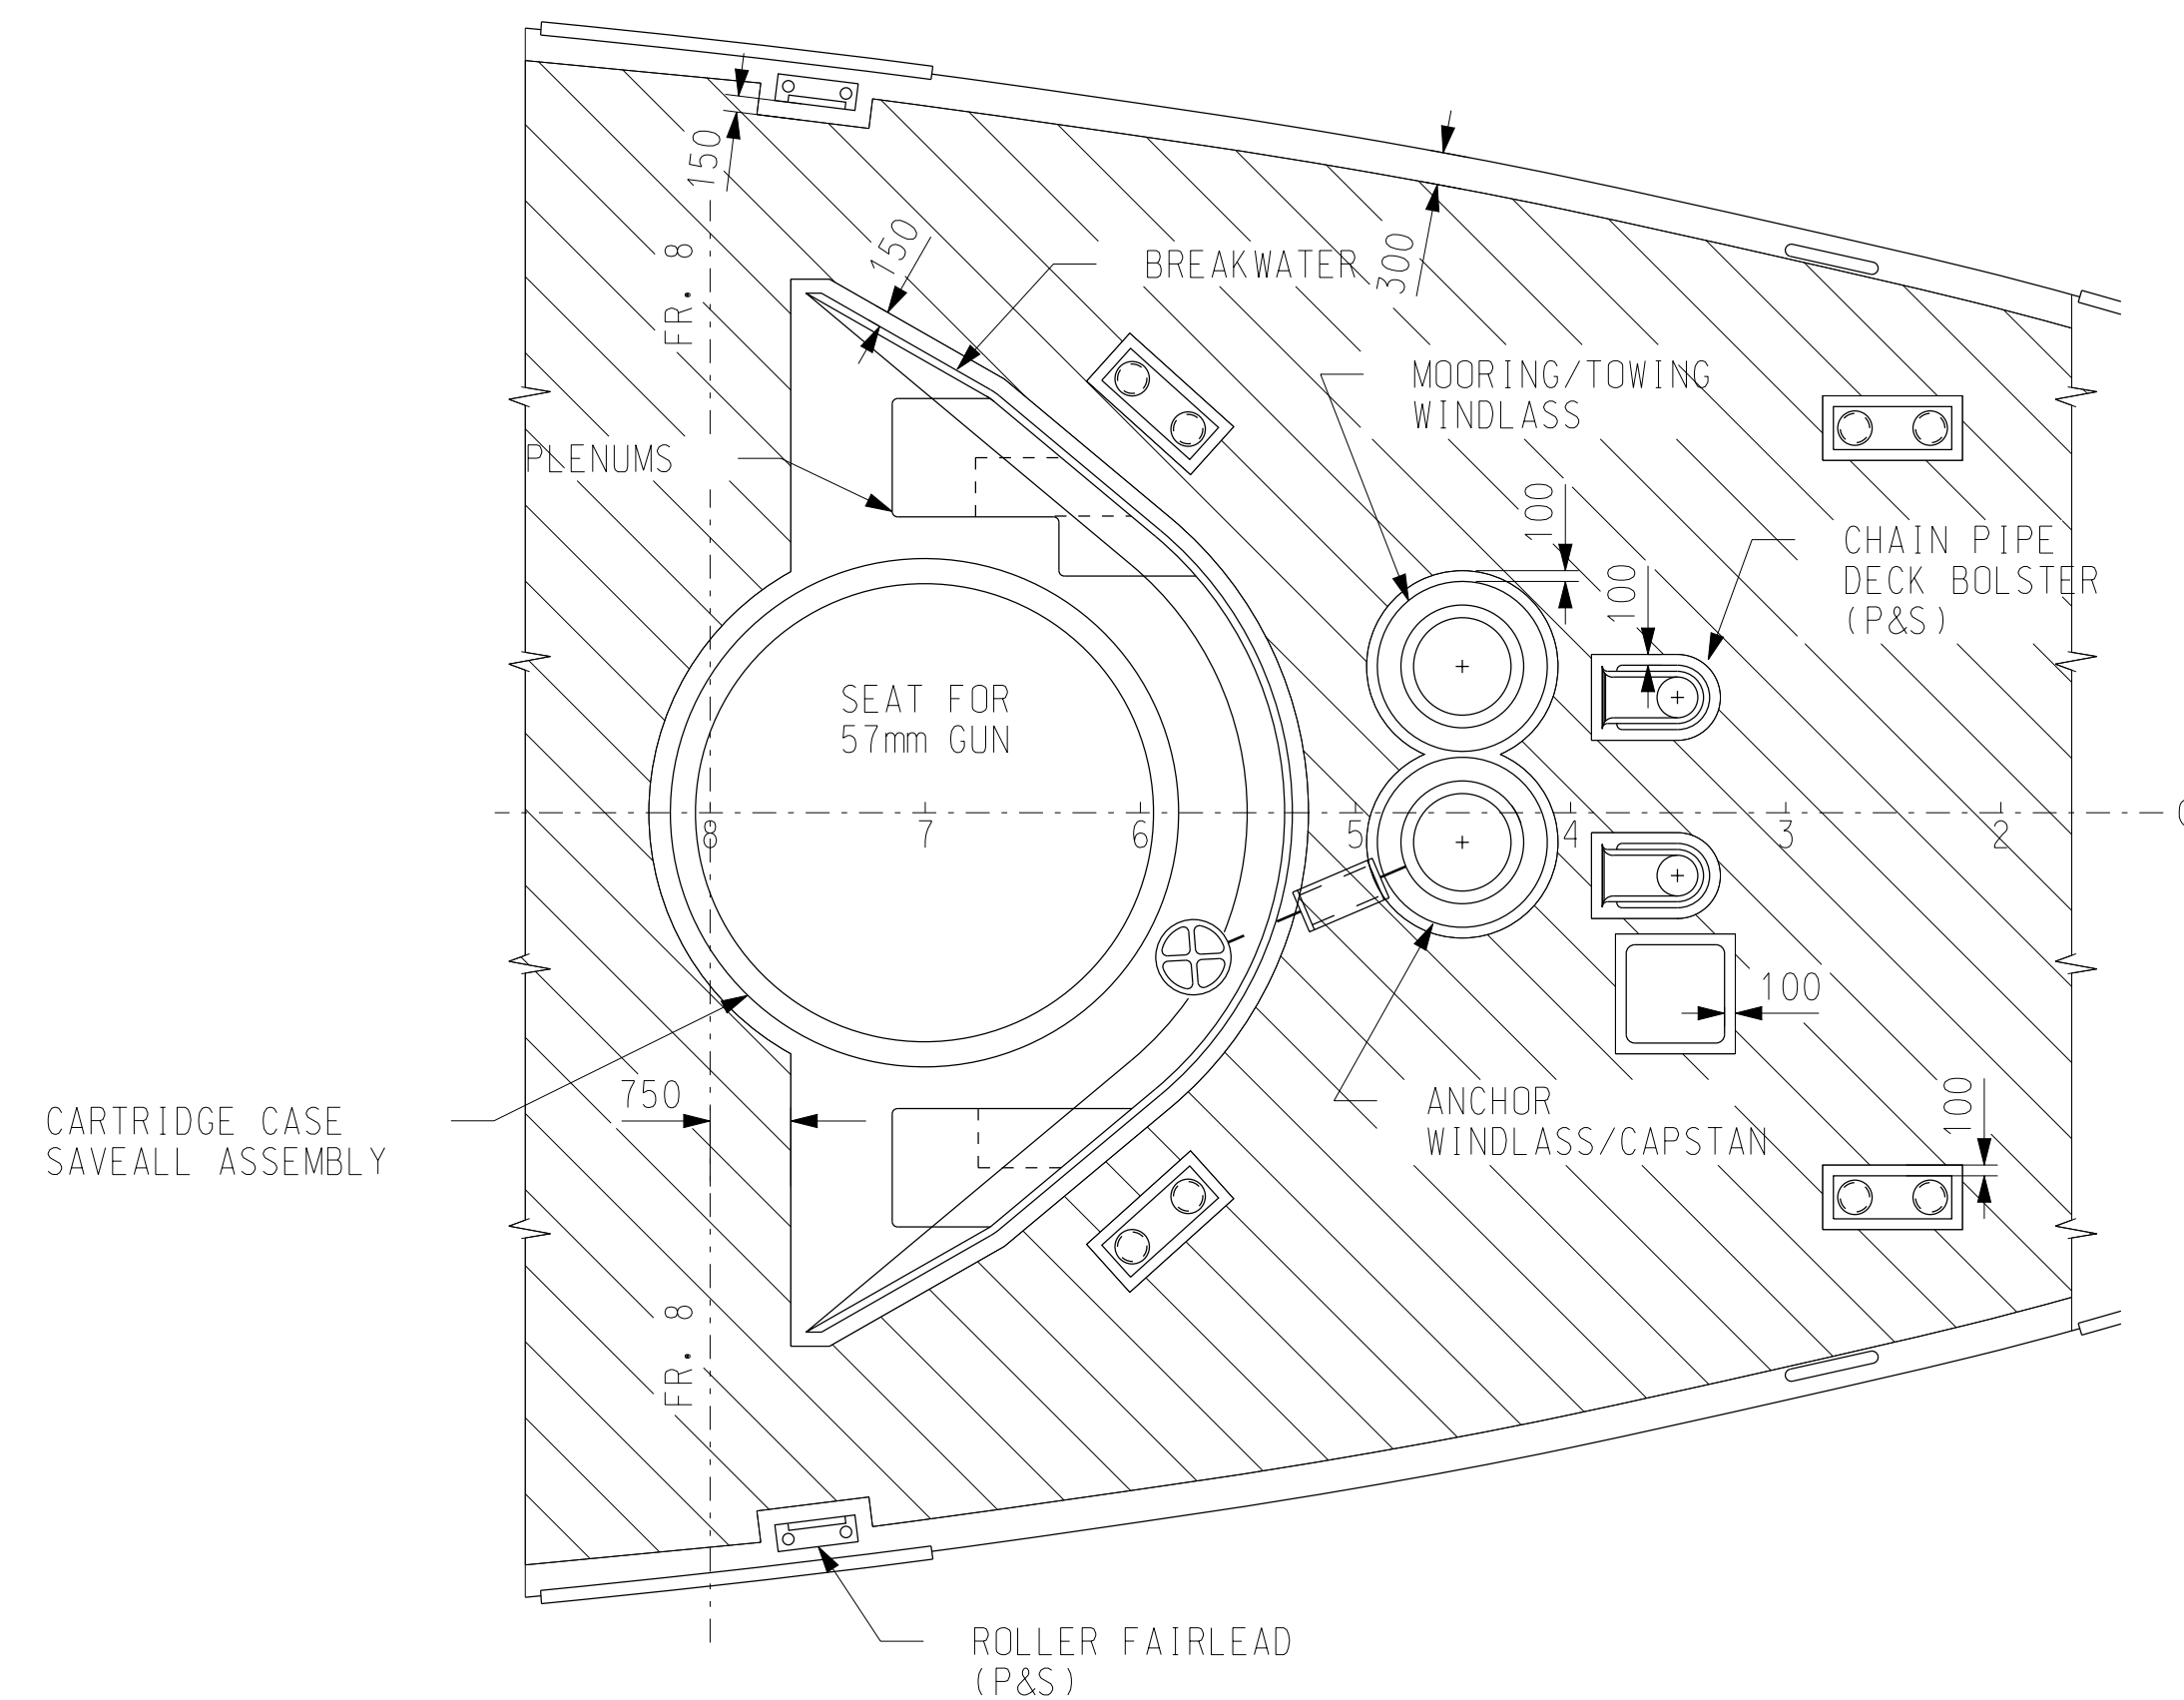 150
FR. 8
150
BREAKWATER
300
MOORING/TOWING
WINDLASS
PLENUMS
100
100
CHAIN PIPE
DECK BOLSTER
(P&S)
SEAT FOR
57mm GUN
8
7
6
5
4
3
2
100
CARTRIDGE CASE
SAVEALL ASSEMBLY
750
ANCHOR
WINDLASS/CAPSTAN
100
FR. 8
ROLLER FAIRLEAD
(P&S)